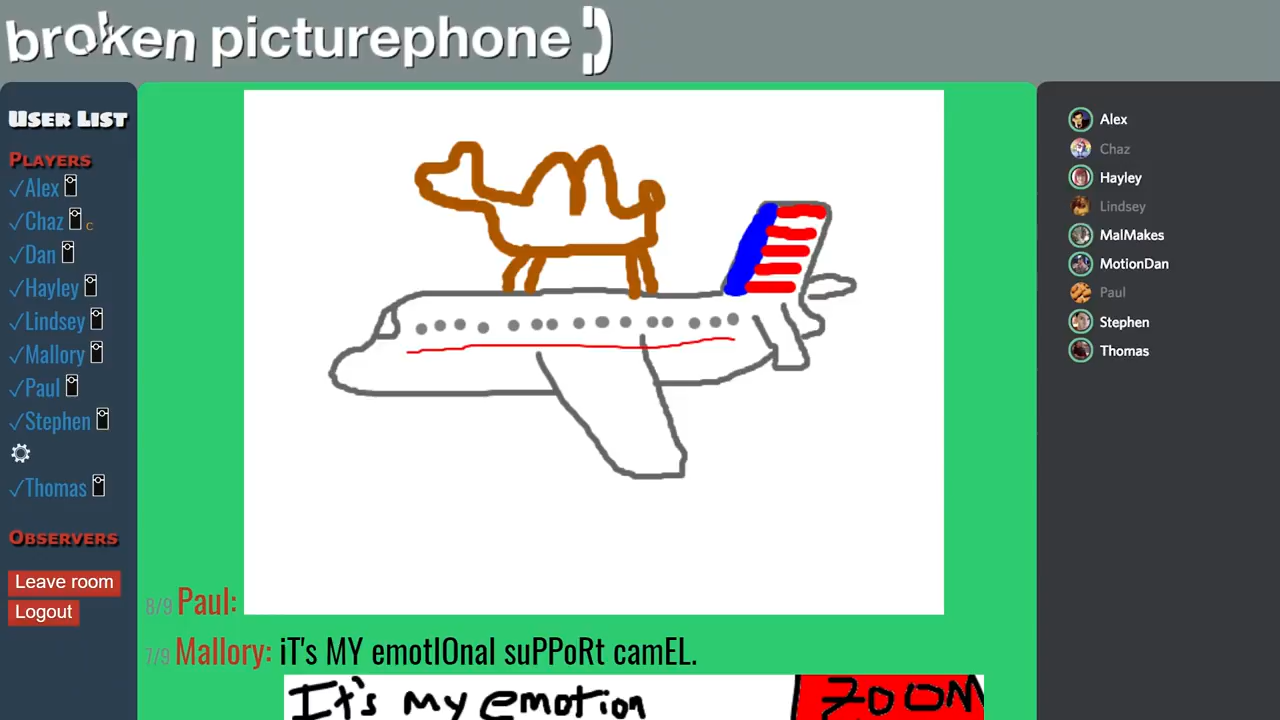 broken picturephone ;)
User List
Players
✓Alex
✓Chaz c
✓Dan
✓Hayley
✓Lindsey
✓Mallory
✓Paul
✓Stephen
✓Thomas
Observers
Leave room
Logout
8/9 Paul:
7/9 Mallory: iT's MY emotIOnal suPPoRt camEL.
It's my emotion
ZOOM
Alex
Chaz
Hayley
Lindsey
MalMakes
MotionDan
Paul
Stephen
Thomas